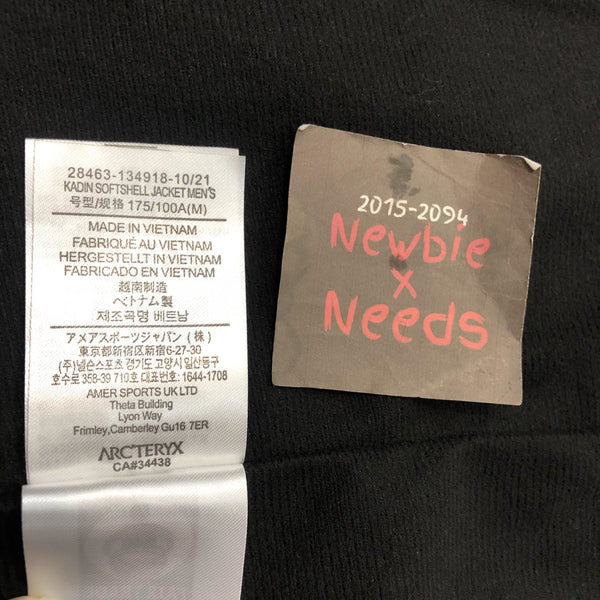 28463-134918-10/21
KADIN SOFTSHELL JACKET MEN'S
号型/规格 175/100A(M)
MADE IN VIETNAM
FABRIQUÉ AU VIETNAM
HERGESTELLT IN VIETNAM
FABRICADO EN VIETNAM
越南制造
ベトナム製
제조국명 베트남
アメアスポーツジャパン (株)
東京都新宿区6-27-30
(주)넬슨스포츠 경기도 고양시 일산동구
호수로 358-39 710호 대표번호: 1644-1708
AMER SPORTS UK LTD
Theta Building
Lyon Way
Frimley,Camberley Gu16 7ER
ARC'TERYX
CA#34438
2015-2094
Newbie
x
Needs